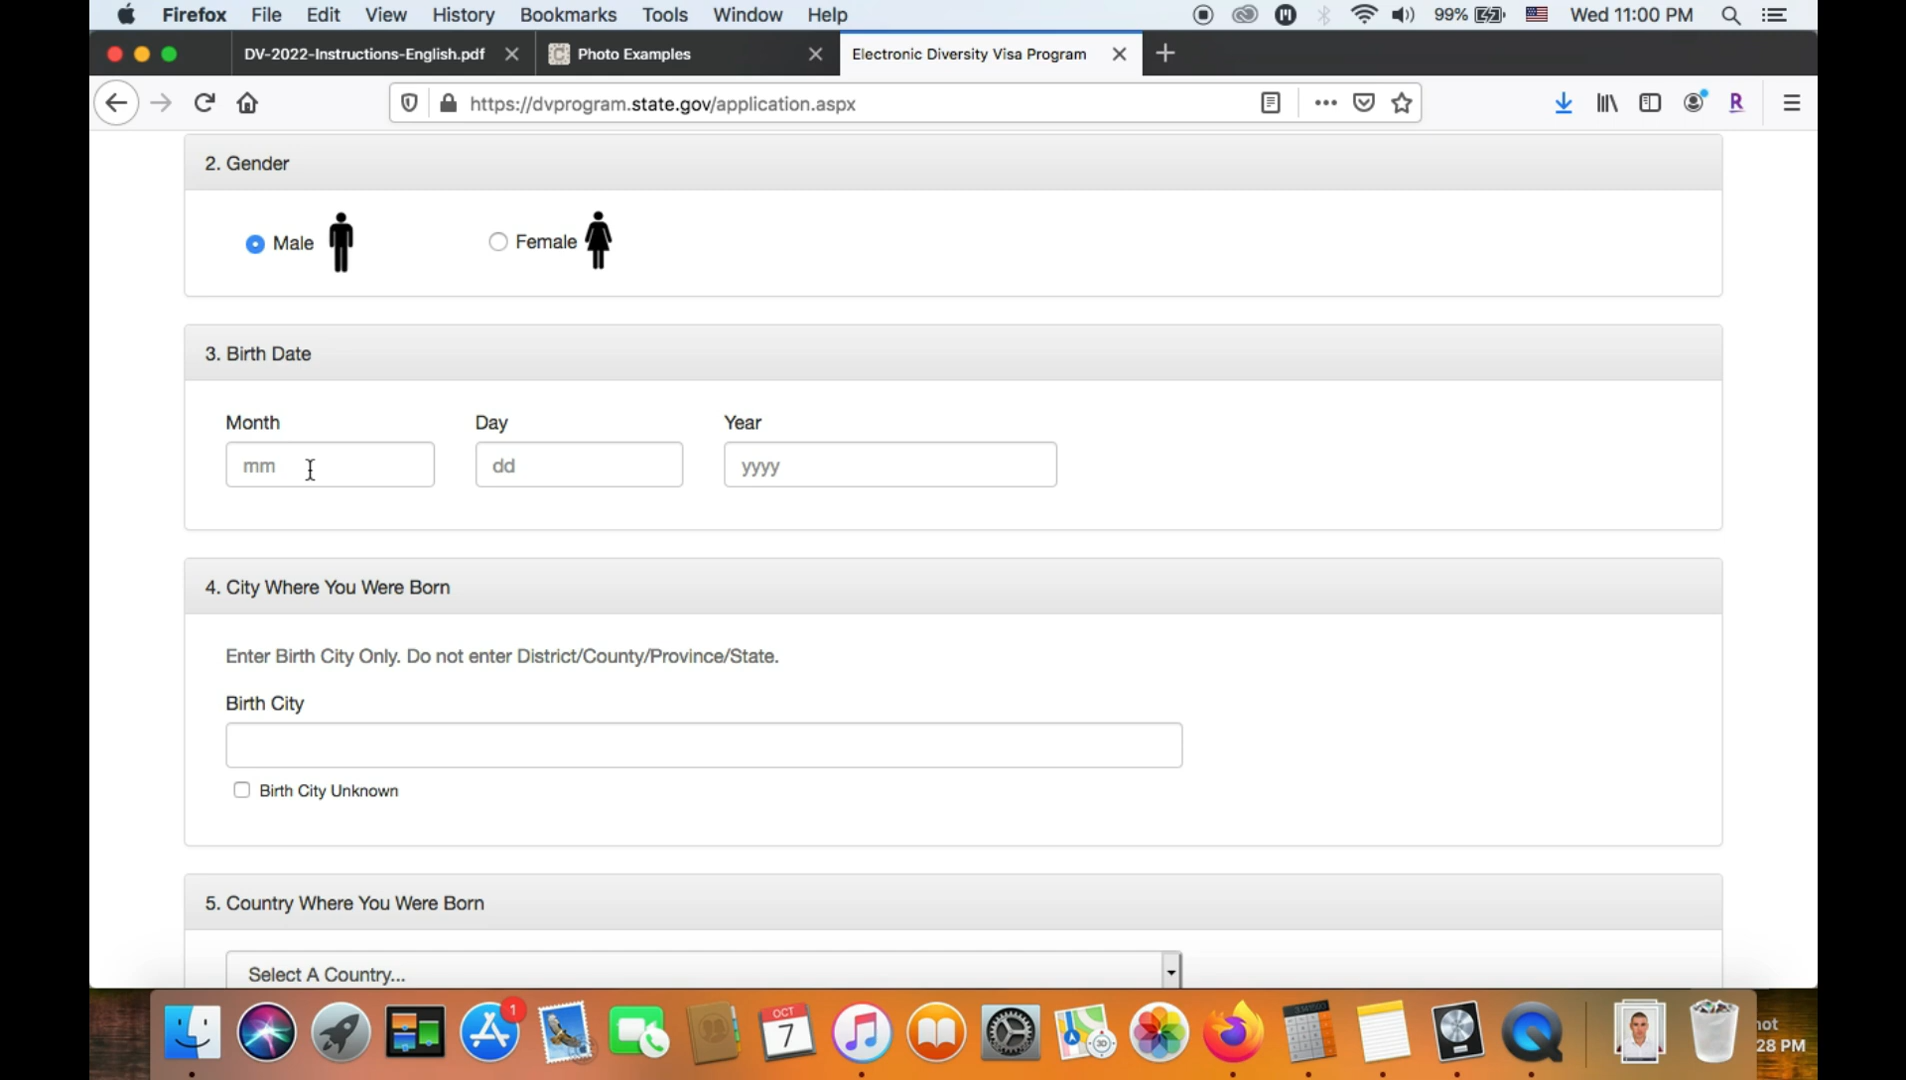 Firefox File Edit View History Bookmarks Tools Window Help 99% Wed 11:00 PM
DV-2022-Instructions-English.pdf Photo Examples Electronic Diversity Visa Program
https://dvprogram.state.gov/application.aspx
2. Gender
Male Female
3. Birth Date
Month Day Year
mm dd yyyy
4. City Where You Were Born
Enter Birth City Only. Do not enter District/County/Province/State.
Birth City
Birth City Unknown
5. Country Where You Were Born
Select A Country...
1
OCT
7
3D
not
28 PM